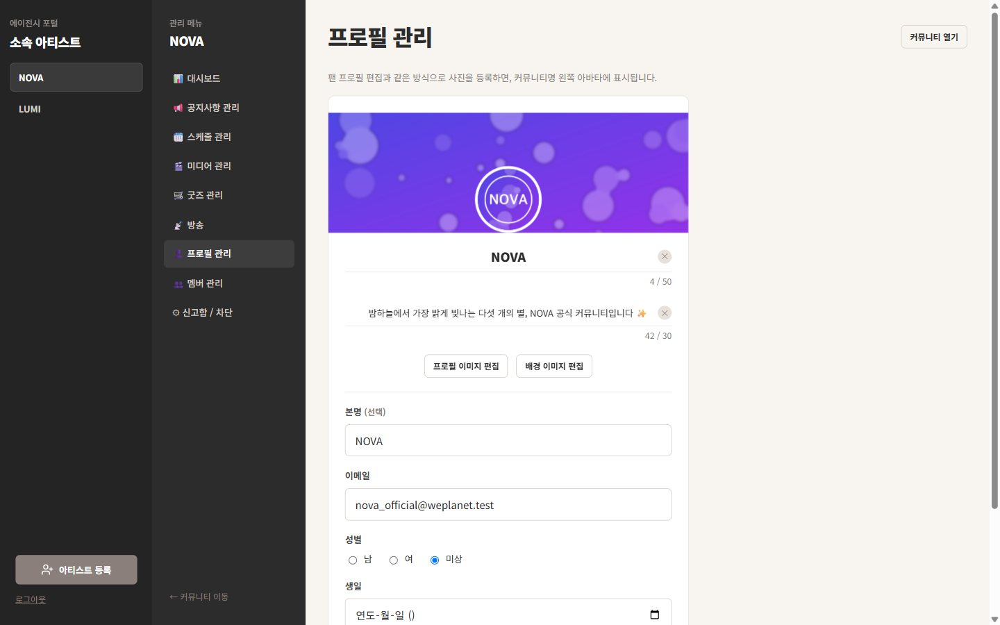 에이전시 포털
소속 아티스트
NOVA
LUMI
아티스트 등록
로그아웃
관리 메뉴
NOVA
대시보드
공지사항 관리
스케줄 관리
미디어 관리
굿즈 관리
방송
프로필 관리
멤버 관리
⚙ 신고함 / 차단
← 커뮤니티 이동
프로필 관리
커뮤니티 열기
팬 프로필 편집과 같은 방식으로 사진을 등록하면, 커뮤니티명 왼쪽 아바타에 표시됩니다.
NOVA
NOVA
4 / 50
밤하늘에서 가장 밝게 빛나는 다섯 개의 별, NOVA 공식 커뮤니티입니다 ✨
42 / 30
프로필 이미지 편집
배경 이미지 편집
본명 (선택)
NOVA
이메일
nova_official@weplanet.test
성별
남 여 미상
생일
연도-월-일 ()